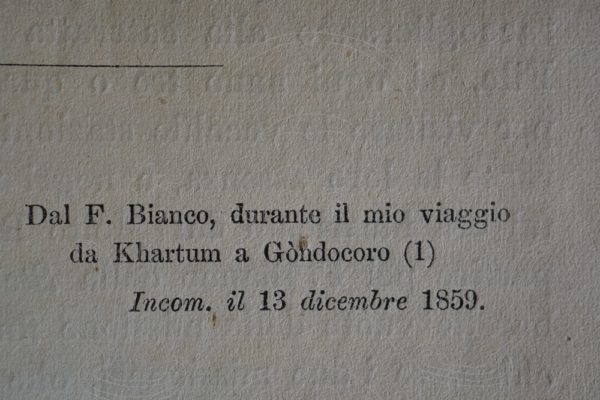 Dal F. Bianco, durante il mio viaggio
da Khartum a Gòndocoro (1)
Incom. il 13 dicembre 1859.